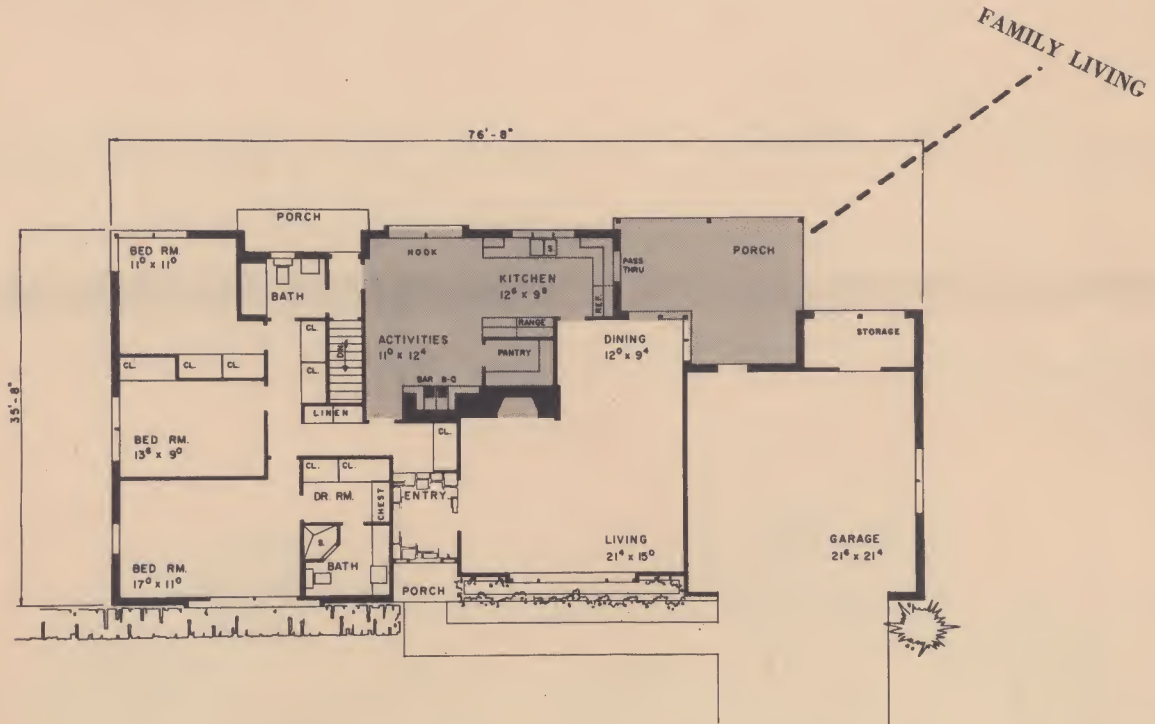 FAMILY LIVING
76'-8"
35'-8"
PORCH
BED RM.
11⁰ x 11⁰
BATH
NOOK
KITCHEN
12⁶ x 9⁸
S
REF.
PASS
THRU
PORCH
STORAGE
CL.
CL.
DN.
ACTIVITIES
11⁰ x 12⁴
RANGE
PANTRY
BAR B-Q
DINING
12⁰ x 9⁴
CL.
CL.
CL.
LINEN
BED RM.
13⁶ x 9⁰
CL.
CL.
CL.
DR. RM.
CHEST
ENTRY
S.
BATH
BED RM.
17⁰ x 11⁰
PORCH
LIVING
21⁴ x 15⁰
GARAGE
21⁶ x 21⁴